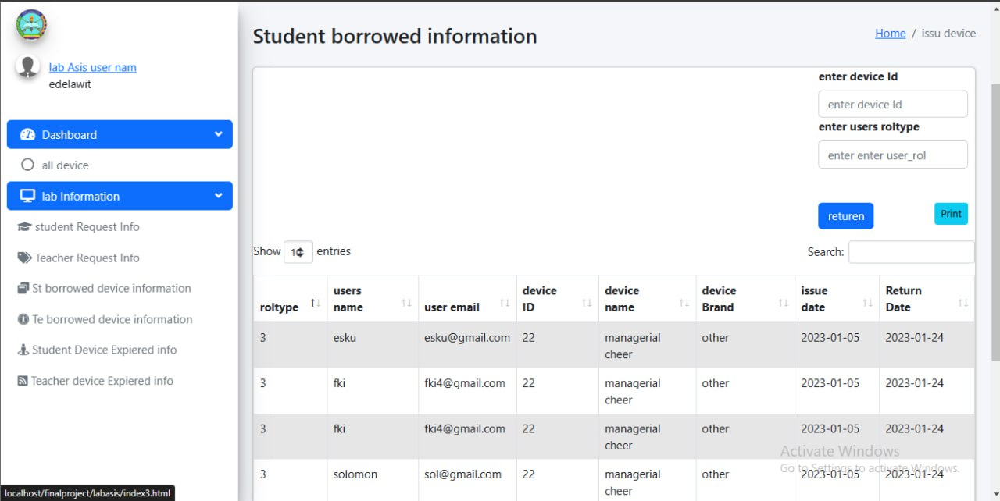 Student borrowed information
Home / issu device
lab Asis user nam
edelawit
Dashboard
all device
lab Information
student Request Info
Teacher Request Info
St borrowed device information
Te borrowed device information
Student Device Expiered info
Teacher device Expiered info
enter device Id
enter device Id
enter users roltype
enter enter user_rol
returen
Print
Show entries
Search:
roltype users name user email device ID device name device Brand issue date Return Date
3 esku esku@gmail.com 22 managerial cheer other 2023-01-05 2023-01-24
3 fki fki4@gmail.com 22 managerial cheer other 2023-01-05 2023-01-24
3 fki fki4@gmail.com 22 managerial cheer other 2023-01-05 2023-01-24
3 solomon sol@gmail.com 22 managerial cheer other 2023-01-05 2023-01-24
Activate Windows
Go to Settings to activate Windows.
localhost/finalproject/labasis/index3.html